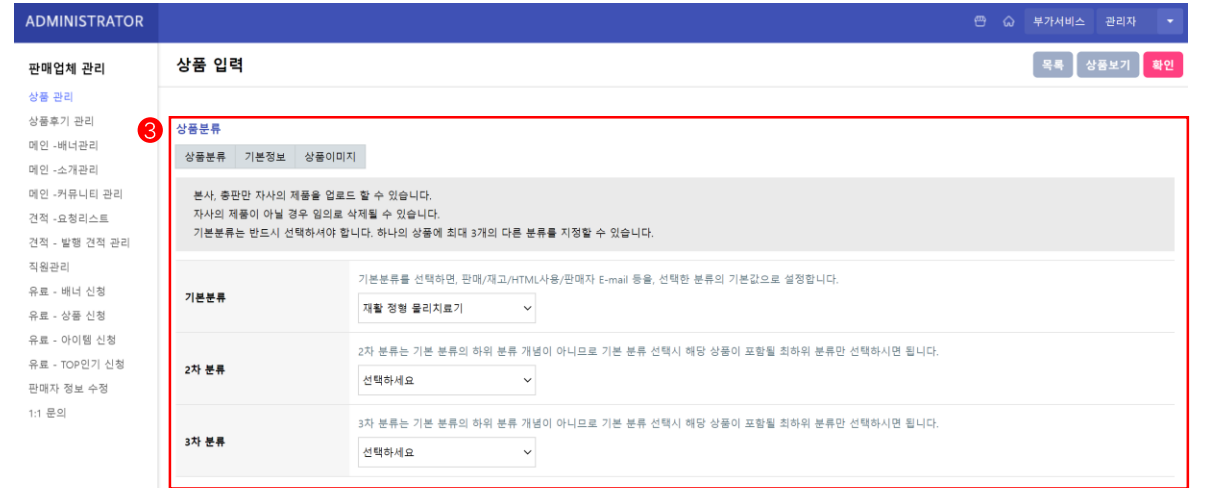 ADMINISTRATOR
부가서비스 관리자
판매업체 관리
상품 관리
상품후기 관리
메인 -배너관리
메인 -소개관리
메인 -커뮤니티 관리
견적 -요청리스트
견적 - 발행 견적 관리
직원관리
유료 - 배너 신청
유료 - 상품 신청
유료 - 아이템 신청
유료 - TOP인기 신청
판매자 정보 수정
1:1 문의
상품 입력
목록 상품보기 확인
3
상품분류
상품분류 기본정보 상품이미지
본사, 총판만 자사의 제품을 업로드 할 수 있습니다.
자사의 제품이 아닐 경우 임의로 삭제될 수 있습니다.
기본분류는 반드시 선택하셔야 합니다. 하나의 상품에 최대 3개의 다른 분류를 지정할 수 있습니다.
기본분류
기본분류를 선택하면, 판매/재고/HTML사용/판매자 E-mail 등을, 선택한 분류의 기본값으로 설정합니다.
재활 정형 물리치료기
2차 분류
2차 분류는 기본 분류의 하위 분류 개념이 아니므로 기본 분류 선택시 해당 상품이 포함될 최하위 분류만 선택하시면 됩니다.
선택하세요
3차 분류
3차 분류는 기본 분류의 하위 분류 개념이 아니므로 기본 분류 선택시 해당 상품이 포함될 최하위 분류만 선택하시면 됩니다.
선택하세요